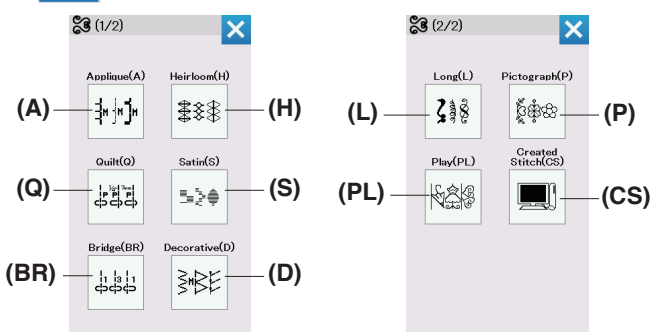 (1/2)
Applique(A) Heirloom(H)
(A) (H)
Quilt(Q) Satin(S)
(Q) (S)
Bridge(BR) Decorative(D)
(BR) (D)
(2/2)
Long(L) Pictograph(P)
(L) (P)
Play(PL) Created Stitch(CS)
(PL) (CS)